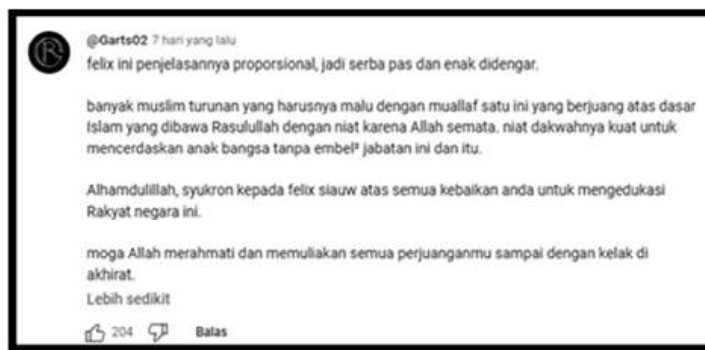 @Garts02 7 hari yang lalu
felix ini penjelasannya proporsional, jadi serba pas dan enak didengar.
banyak muslim turunan yang harusnya malu dengan muallaf satu ini yang berjuang atas dasar
Islam yang dibawa Rasulullah dengan niat karena Allah semata. niat dakwahnya kuat untuk
mencerdaskan anak bangsa tanpa embel² jabatan ini dan itu.
Alhamdulillah, syukron kepada felix siauw atas semua kebaikan anda untuk mengedukasi
Rakyat negara ini.
moga Allah merahmati dan memuliakan semua perjuanganmu sampai dengan kelak di
akhirat.
Lebih sedikit
204 Balas